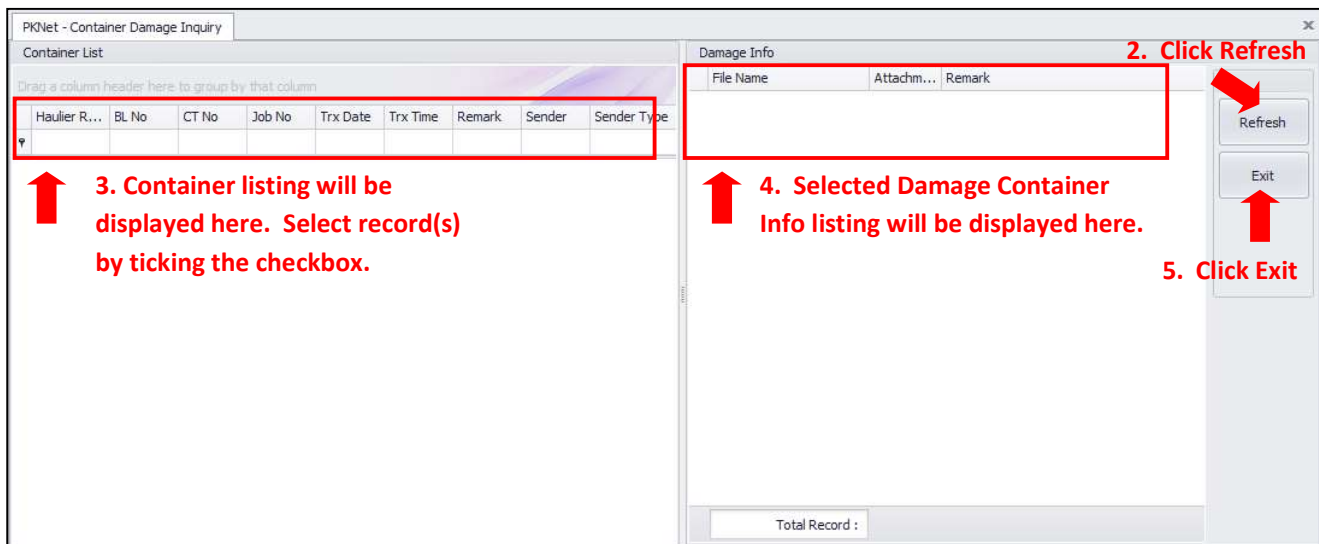 PKNet - Container Damage Inquiry
Container List
Drag a column header here to group by that column
Haulier R... BL No CT No Job No Trx Date Trx Time Remark Sender Sender Type
3. Container listing will be
displayed here. Select record(s)
by ticking the checkbox.
Damage Info
File Name Attachm... Remark
4. Selected Damage Container
Info listing will be displayed here.
Total Record :
2. Click Refresh
Refresh
Exit
5. Click Exit